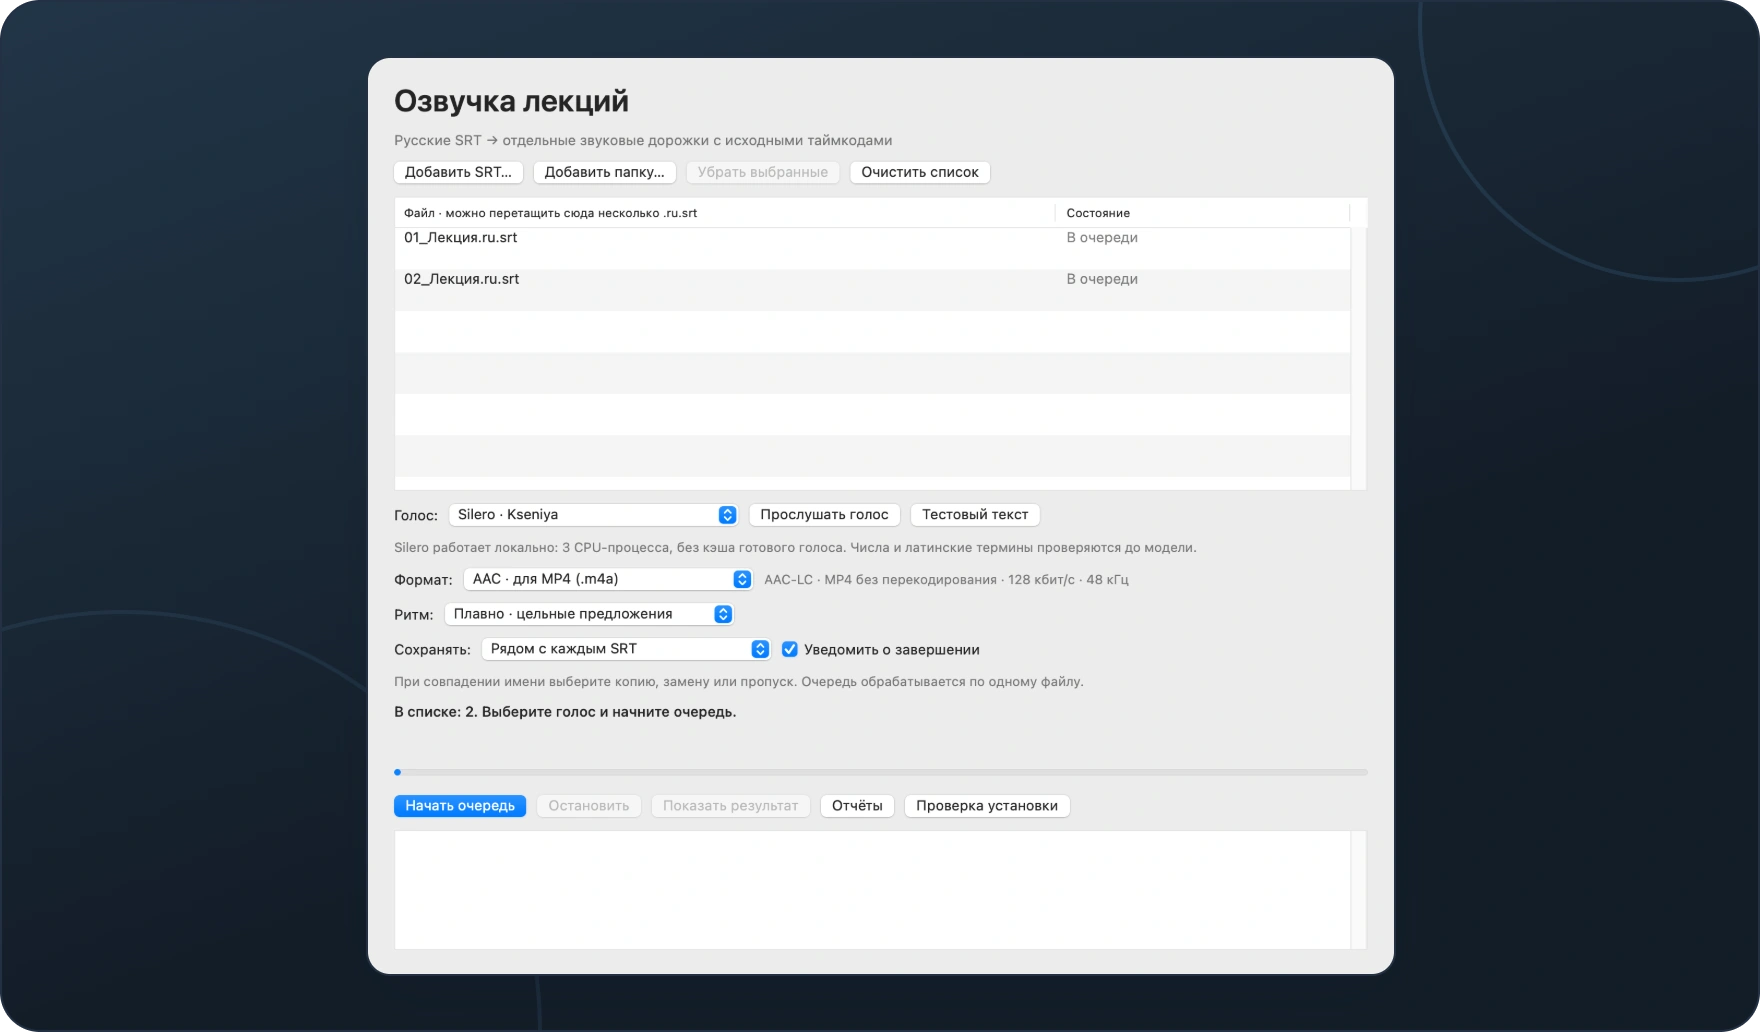 Озвучка лекций
Русские SRT → отдельные звуковые дорожки с исходными таймкодами
Добавить SRT... Добавить папку... Убрать выбранные Очистить список
Файл · можно перетащить сюда несколько .ru.srt Состояние
01_Лекция.ru.srt В очереди
02_Лекция.ru.srt В очереди
Голос: Silero · Kseniya Прослушать голос Тестовый текст
Silero работает локально: 3 CPU-процесса, без кэша готового голоса. Числа и латинские термины проверяются до модели.
Формат: AAC · для MP4 (.m4a) AAC-LC · MP4 без перекодирования · 128 кбит/с · 48 кГц
Ритм: Плавно · цельные предложения
Сохранять: Рядом с каждым SRT Уведомить о завершении
При совпадении имени выберите копию, замену или пропуск. Очередь обрабатывается по одному файлу.
В списке: 2. Выберите голос и начните очередь.
Начать очередь Остановить Показать результат Отчёты Проверка установки